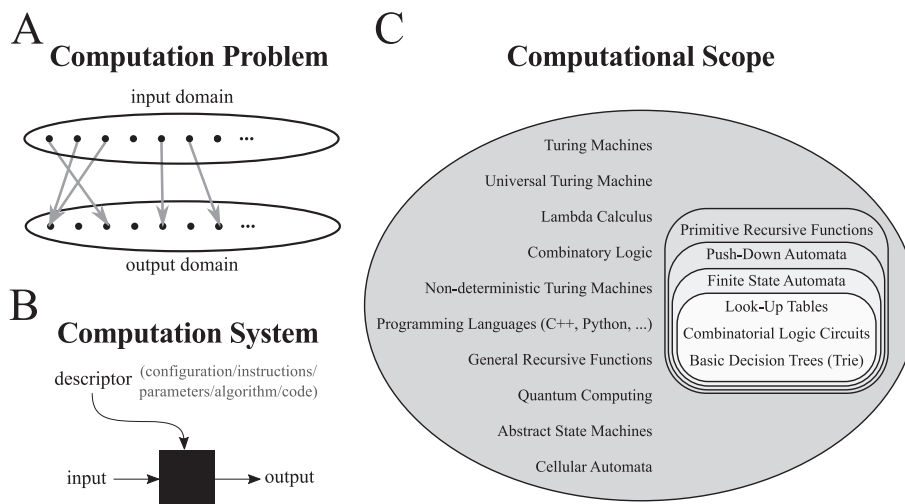 A
Computation Problem
input domain
...
...
output domain
B
Computation System
descriptor (configuration/instructions/
parameters/algorithm/code)
input
output
C
Computational Scope
Turing Machines
Universal Turing Machine
Lambda Calculus
Combinatory Logic
Non-deterministic Turing Machines
Programming Languages (C++, Python, ...)
General Recursive Functions
Quantum Computing
Abstract State Machines
Cellular Automata
Primitive Recursive Functions
Push-Down Automata
Finite State Automata
Look-Up Tables
Combinatorial Logic Circuits
Basic Decision Trees (Trie)